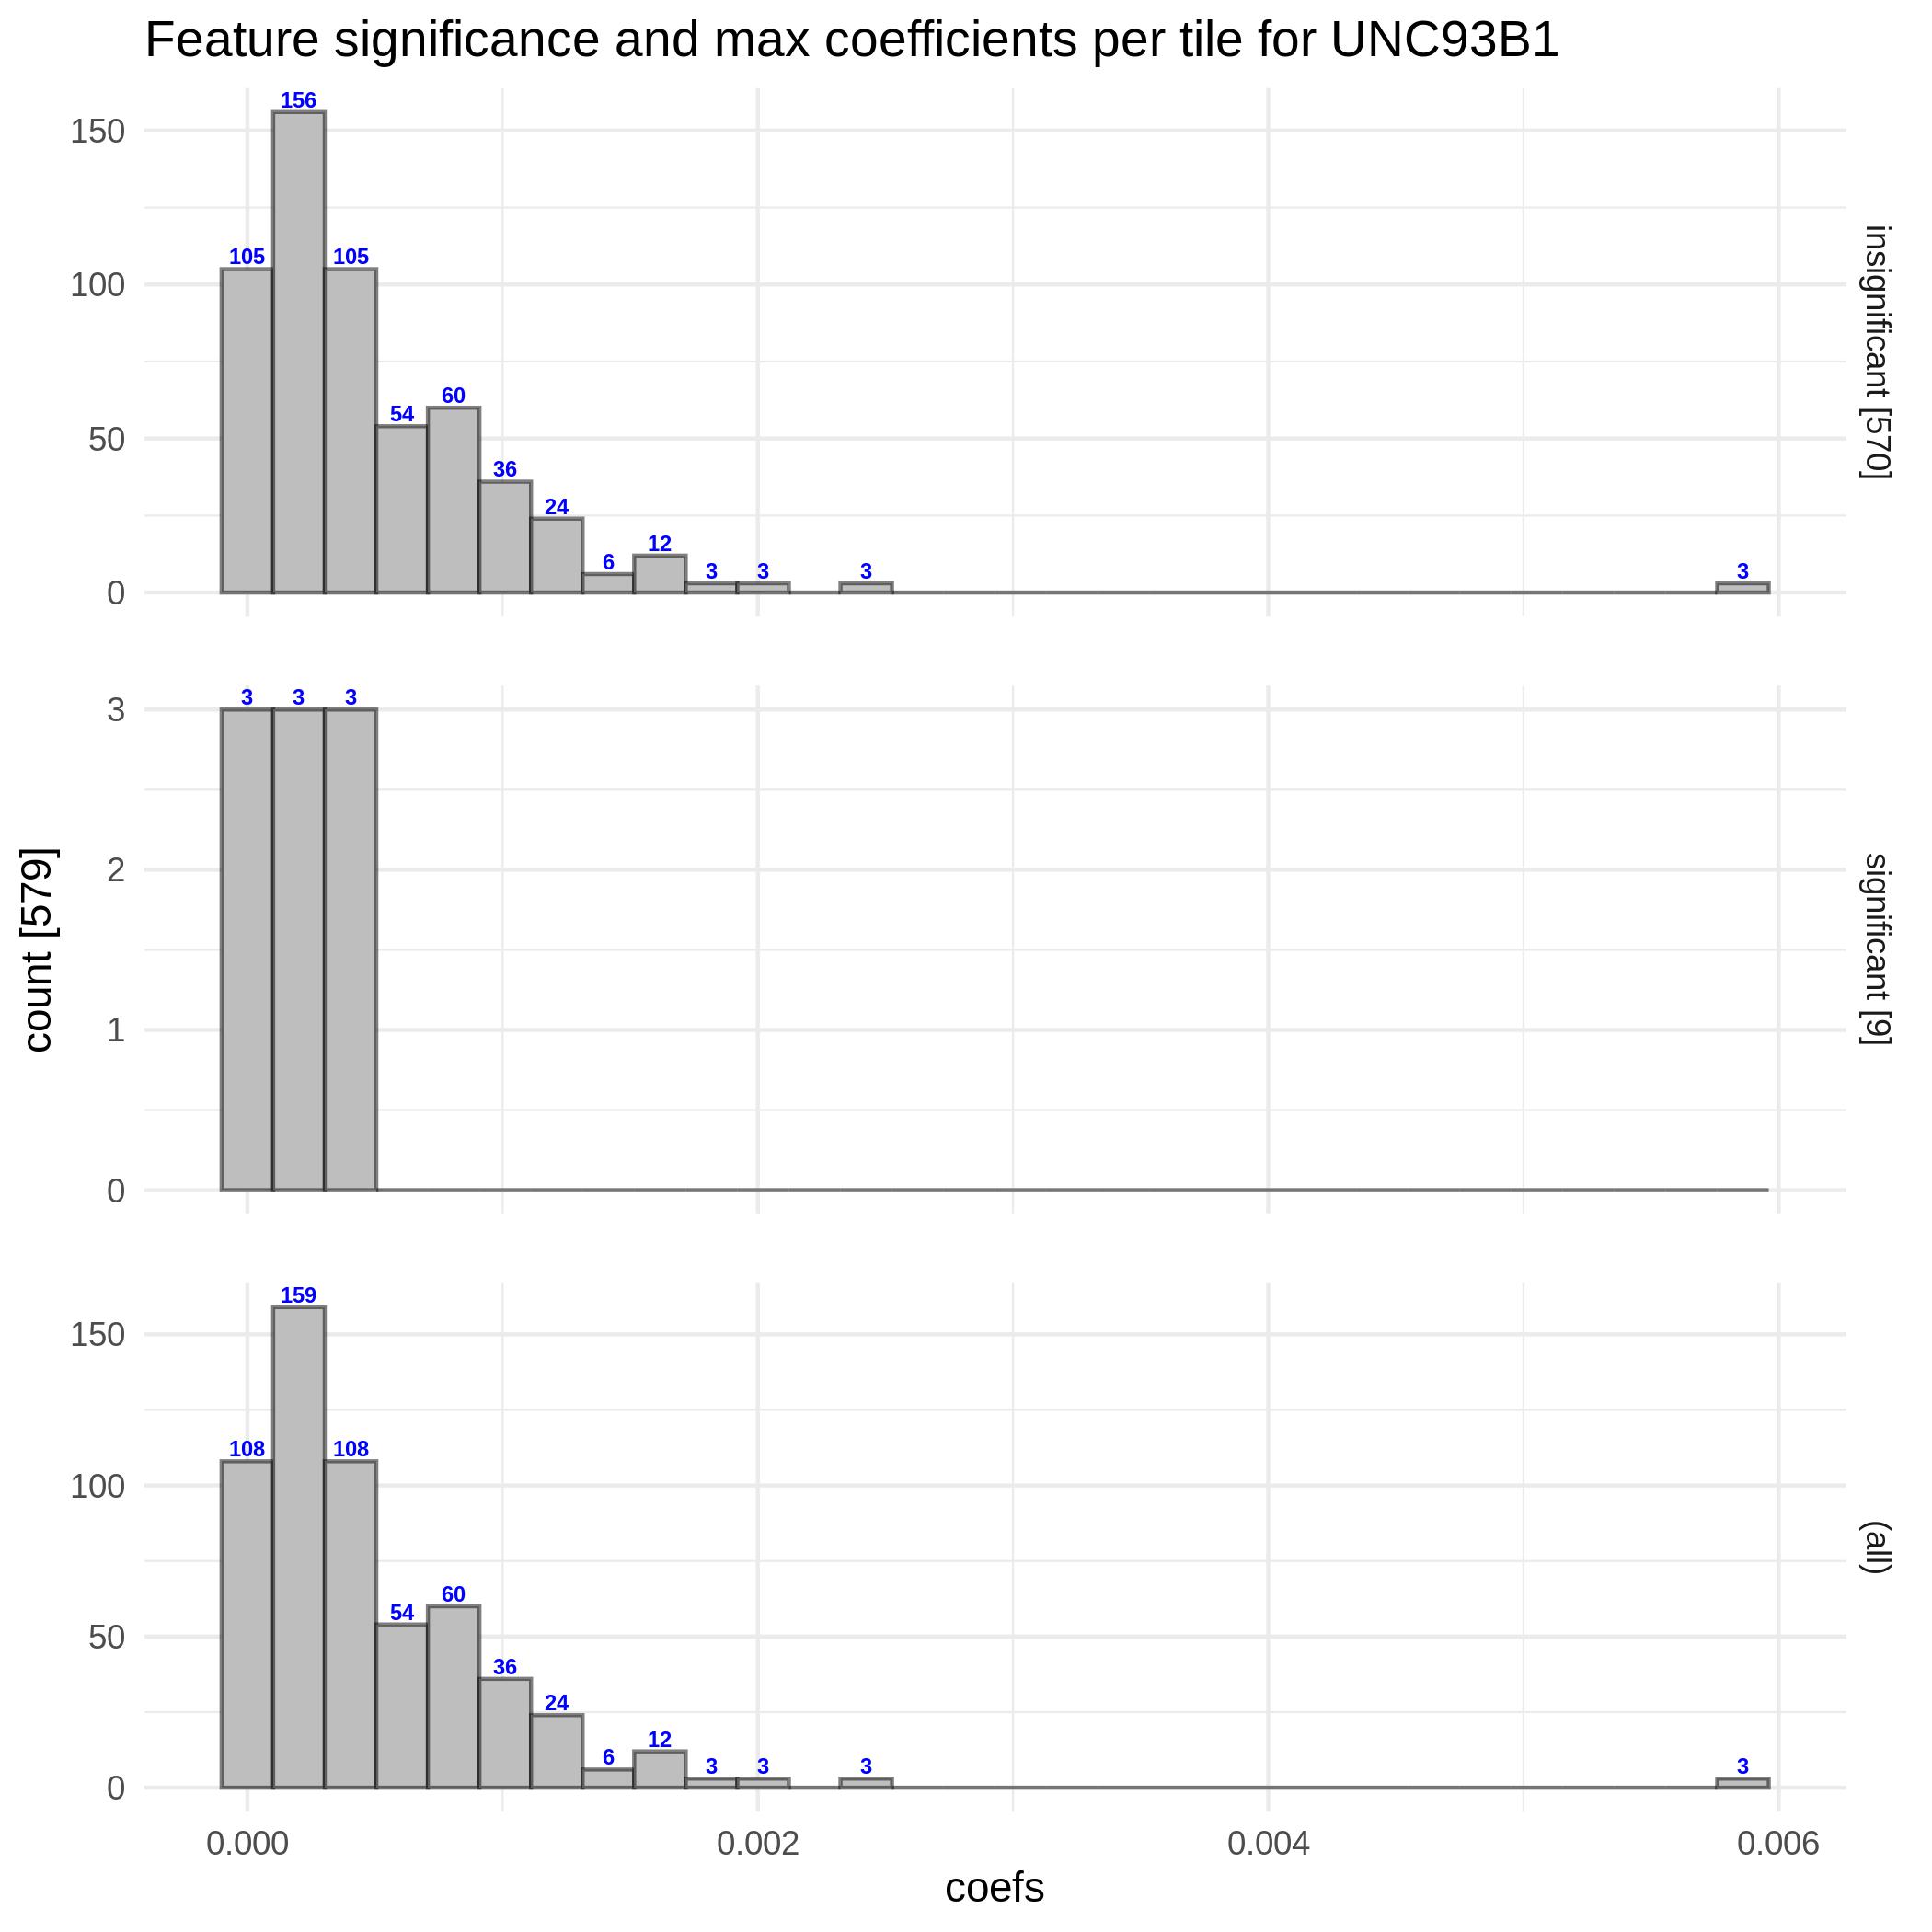 Feature significance and max coefficients per tile for UNC93B1
156
150
105 105
insignificant [570]
100
60
54
50
36
24
12
6
3 3 3 3
0
3 3 3
3
significant [9]
2
count [579]
1
0
159
150
108 108
(all)
100
60
54
50
36
24
12
6
3 3 3 3
0
0.000 0.002 0.004 0.006
coefs